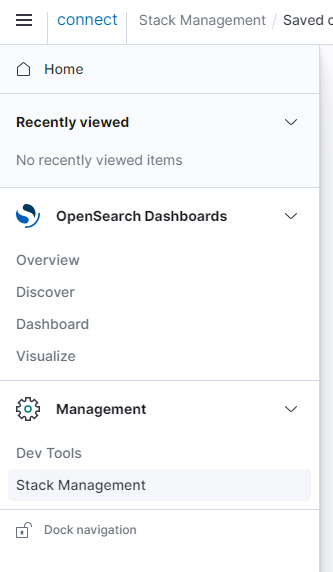 connect Stack Management / Saved
Home
Recently viewed
No recently viewed items
OpenSearch Dashboards
Overview
Discover
Dashboard
Visualize
Management
Dev Tools
Stack Management
Dock navigation